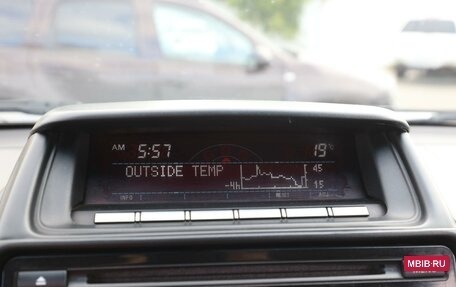 AM 5:57 19°C
OUTSIDE TEMP 45
-4h 15
INFO
MBIB.RU